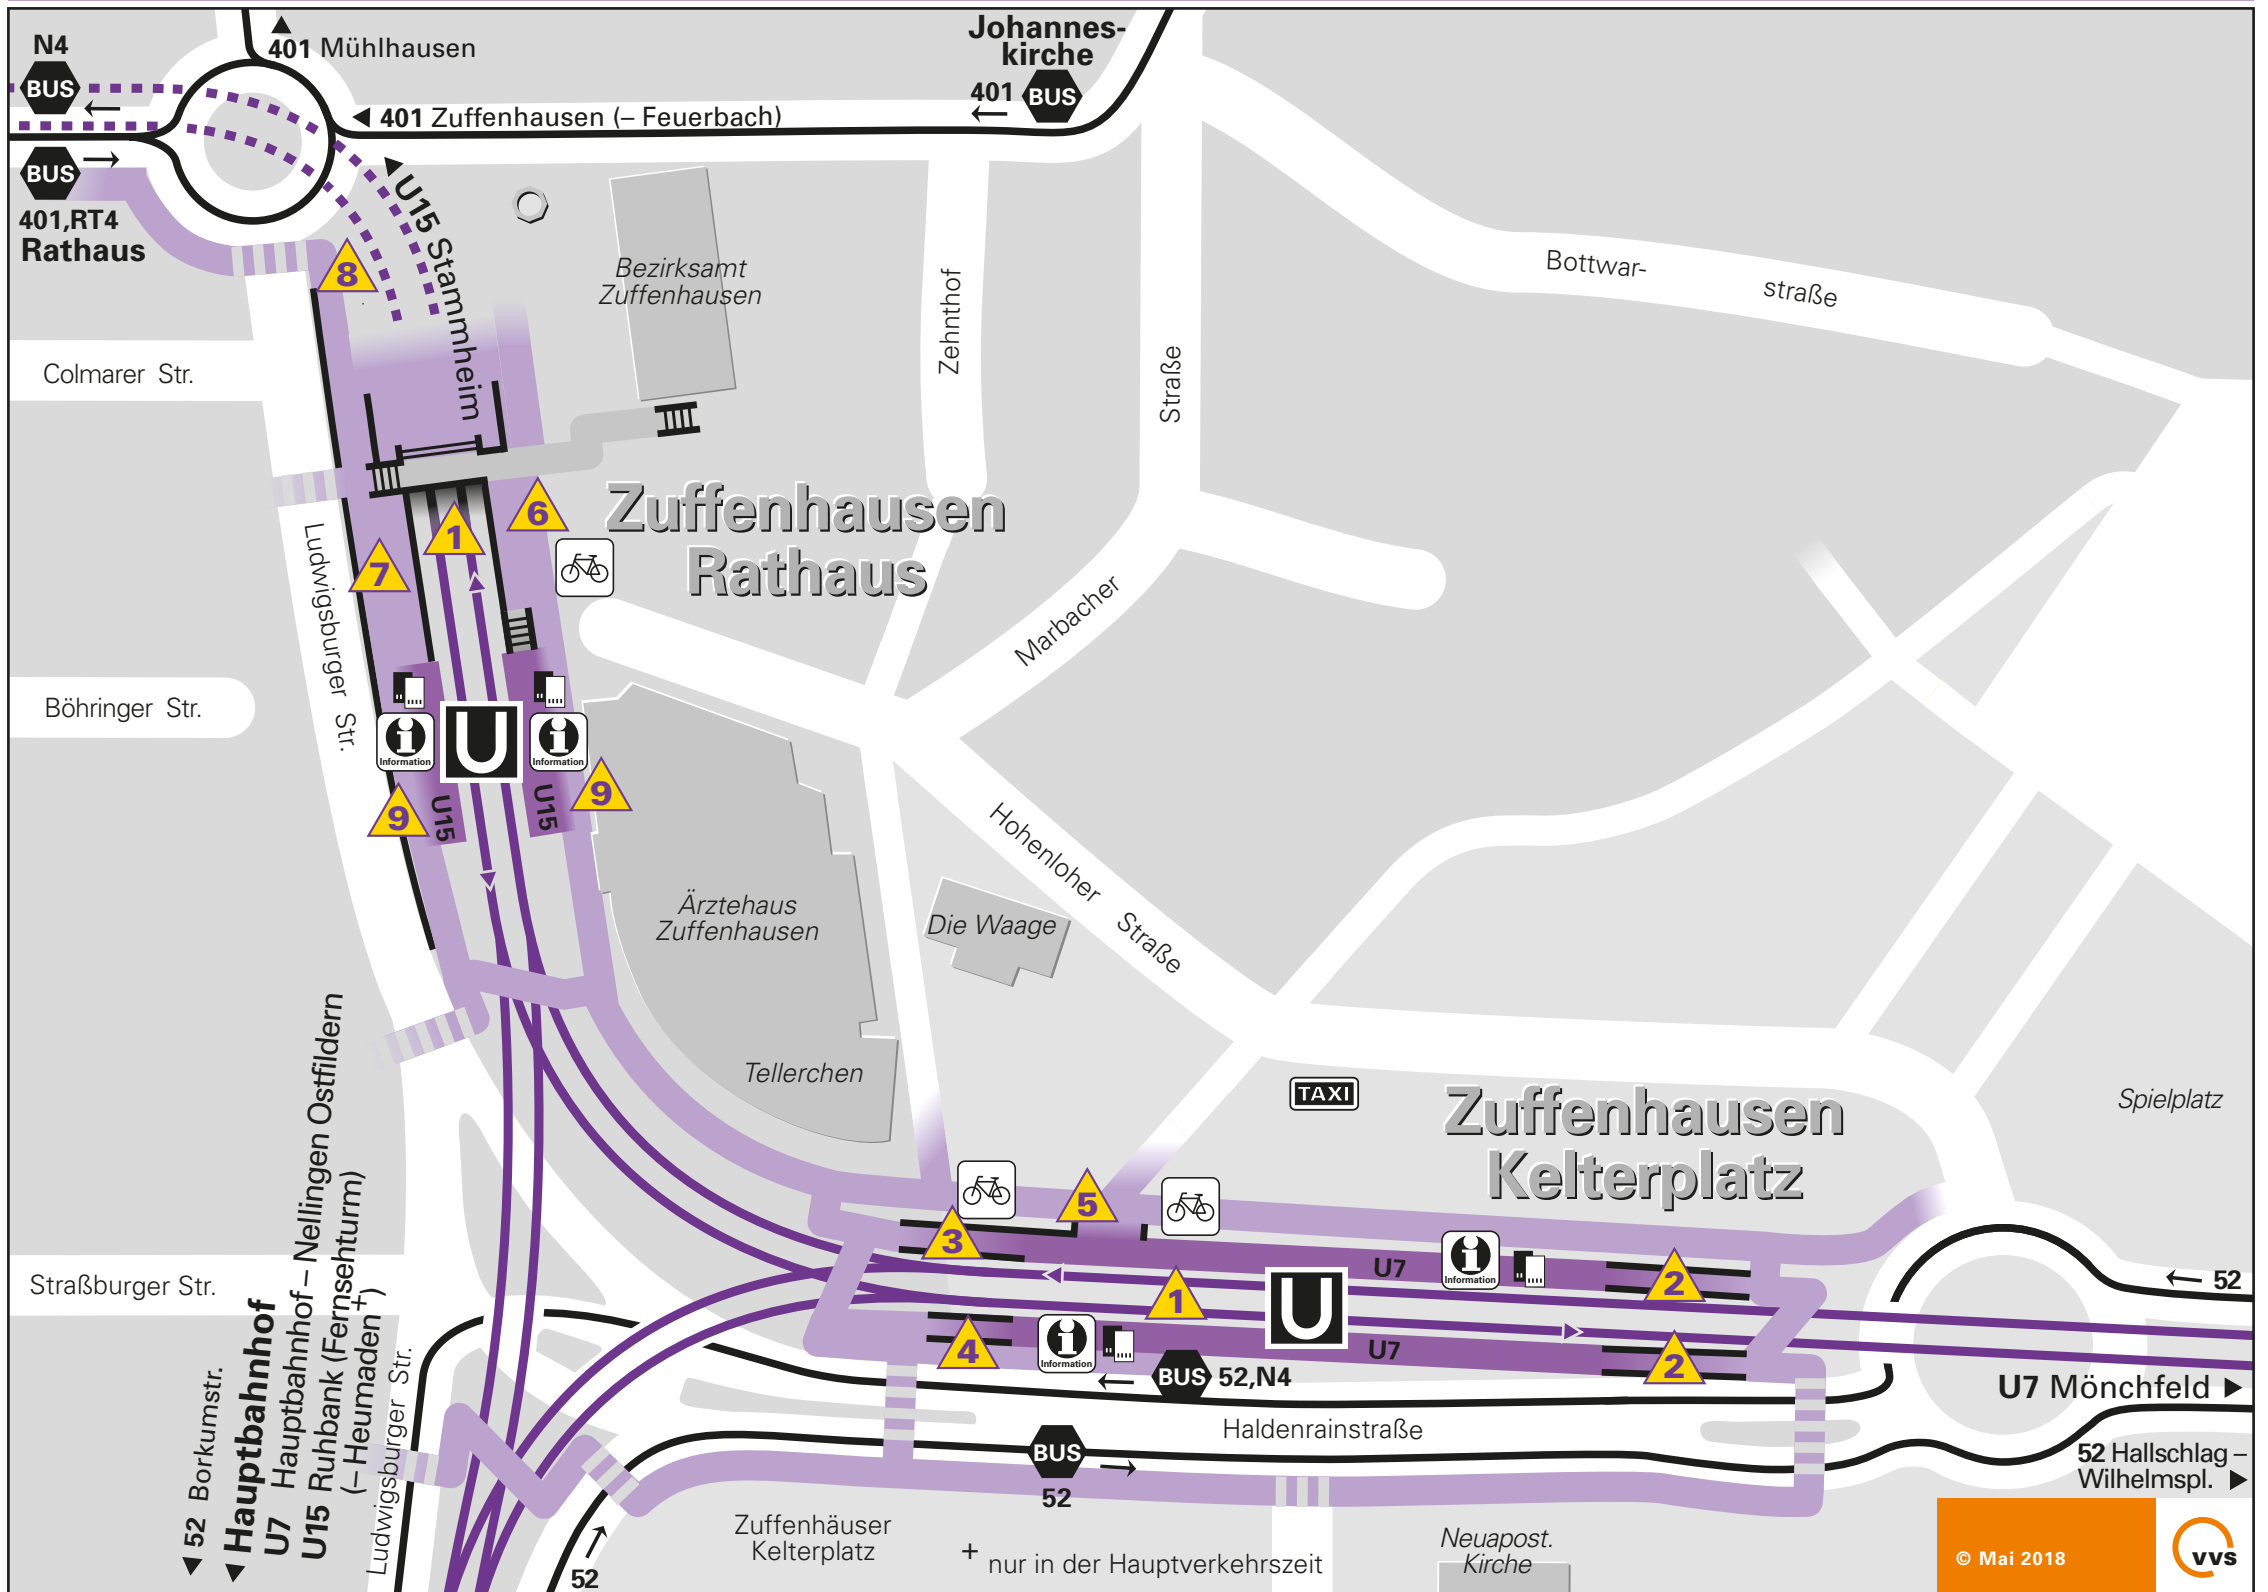 N4
BUS
401 Mühlhausen
Johannes-
kirche
401
BUS
401 Zuffenhausen (– Feuerbach)
BUS
401,RT4
Rathaus
U15 Stammheim
8
Bezirksamt
Zuffenhausen
Zehnthof
Straße
Bottwar-
straße
Colmarer Str.
Ludwigsburger Str.
1
6
7
Zuffenhausen
Rathaus
Marbacher
Böhringer Str.
Information
U
Information
9
U15
U15
9
Hohenloher Straße
Ärztehaus
Zuffenhausen
Die Waage
Tellerchen
TAXI
Zuffenhausen
Kelterplatz
Spielplatz
3
5
U7
Information
2
1
U
4
Information
U7
2
BUS
52,N4
52
Straßburger Str.
52 Borkumstr.
Hauptbahnhof
U7 Hauptbahnhof – Nellingen Ostfildern
U15 Ruhbank (Fernsehturm)
(– Heumaden +)
Ludwigsburger Str.
Haldenrainstraße
U7 Mönchfeld
BUS
52
52 Hallschlag –
Wilhelmspl.
52
Zuffenhäuser
Kelterplatz
+ nur in der Hauptverkehrszeit
Neuapost.
Kirche
© Mai 2018
vvs